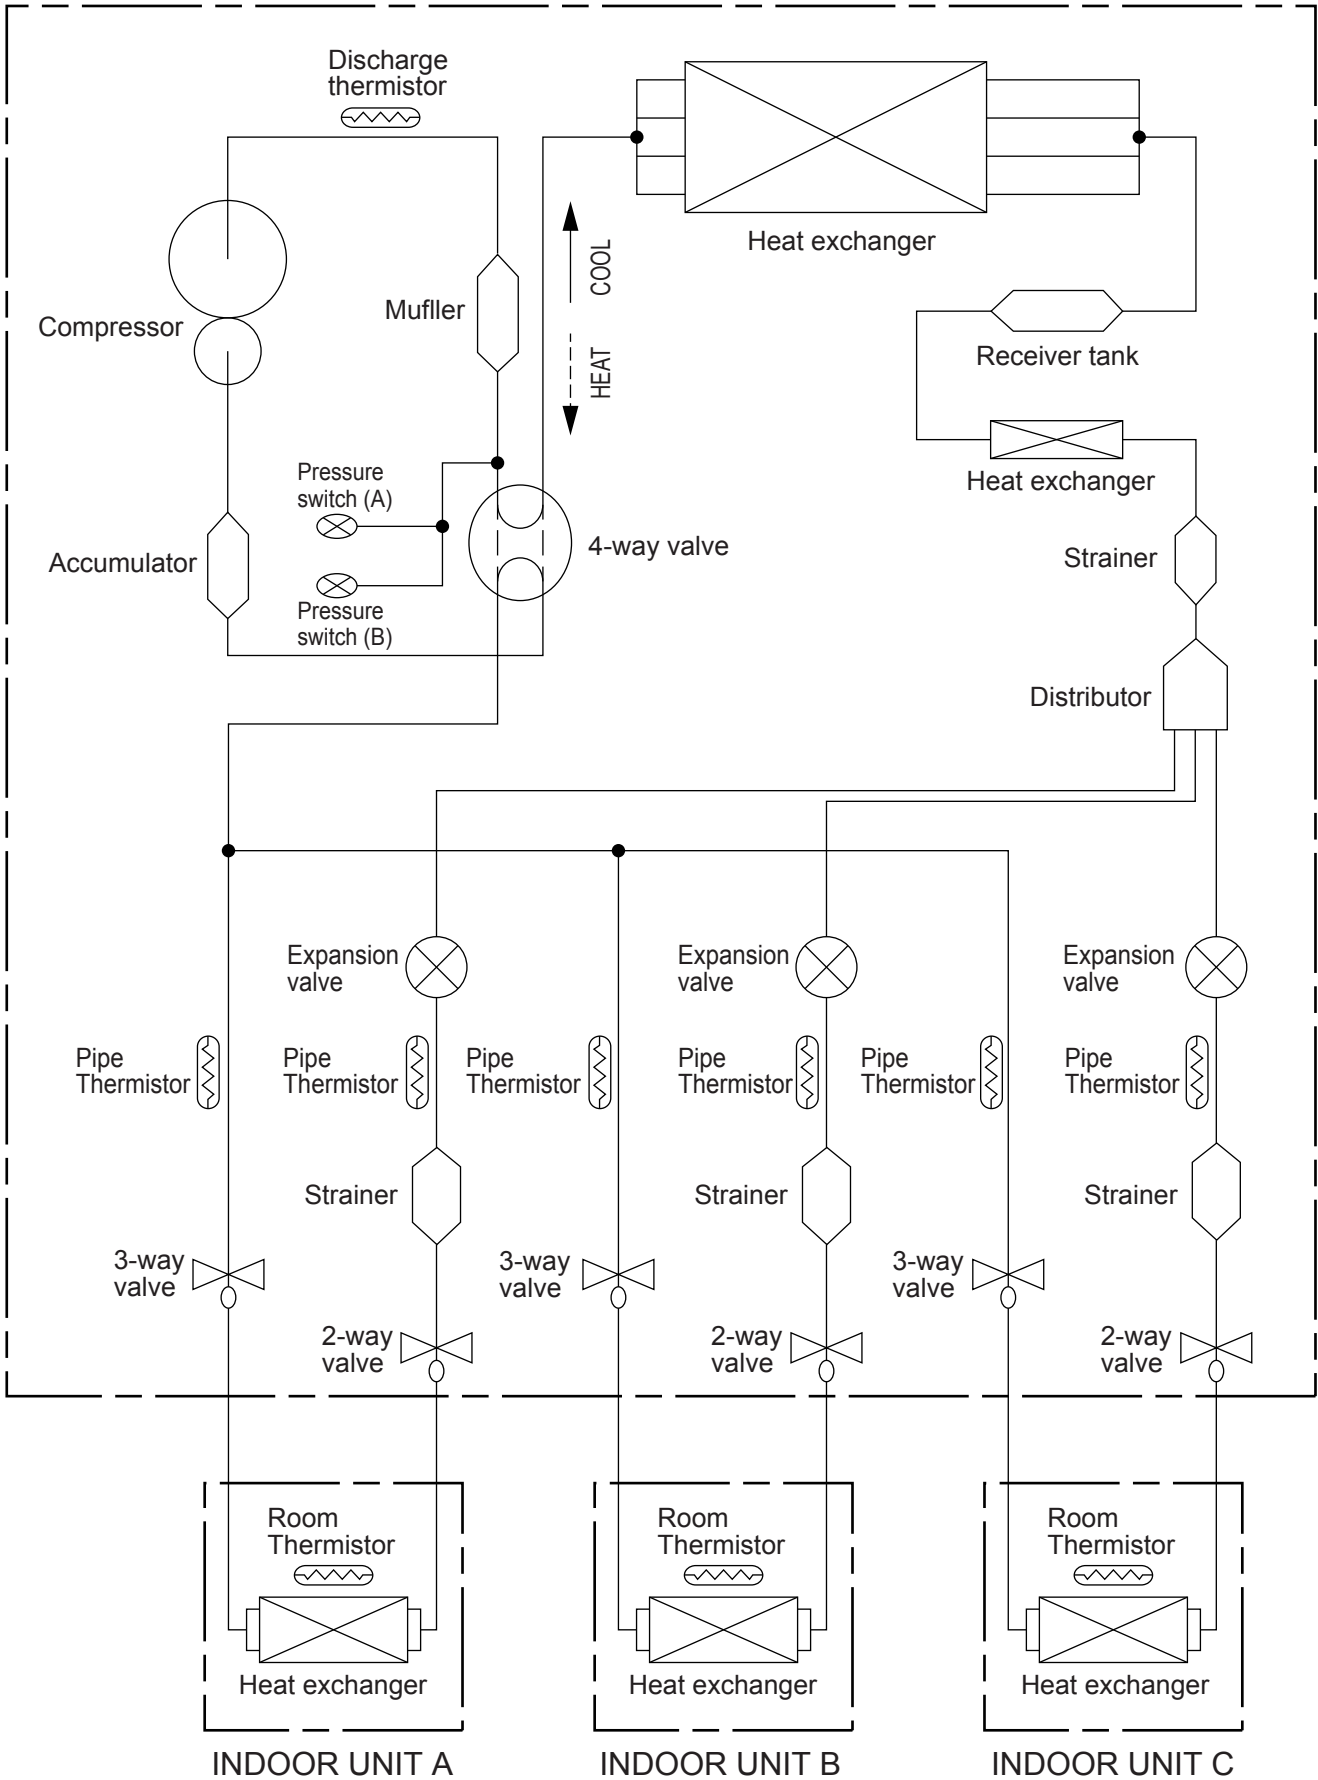 Discharge
thermistor
Heat exchanger
COOL
Mufller
Compressor
HEAT
Receiver tank
Pressure
switch (A)
Heat exchanger
4-way valve
Accumulator
Strainer
Pressure
switch (B)
Distributor
Expansion
valve
Expansion
valve
Expansion
valve
Pipe
Thermistor
Pipe
Thermistor
Pipe
Thermistor
Pipe
Thermistor
Pipe
Thermistor
Pipe
Thermistor
Strainer
Strainer
Strainer
3-way
valve
3-way
valve
3-way
valve
2-way
valve
2-way
valve
2-way
valve
Room
Thermistor
Heat exchanger
INDOOR UNIT A
Room
Thermistor
Heat exchanger
INDOOR UNIT B
Room
Thermistor
Heat exchanger
INDOOR UNIT C